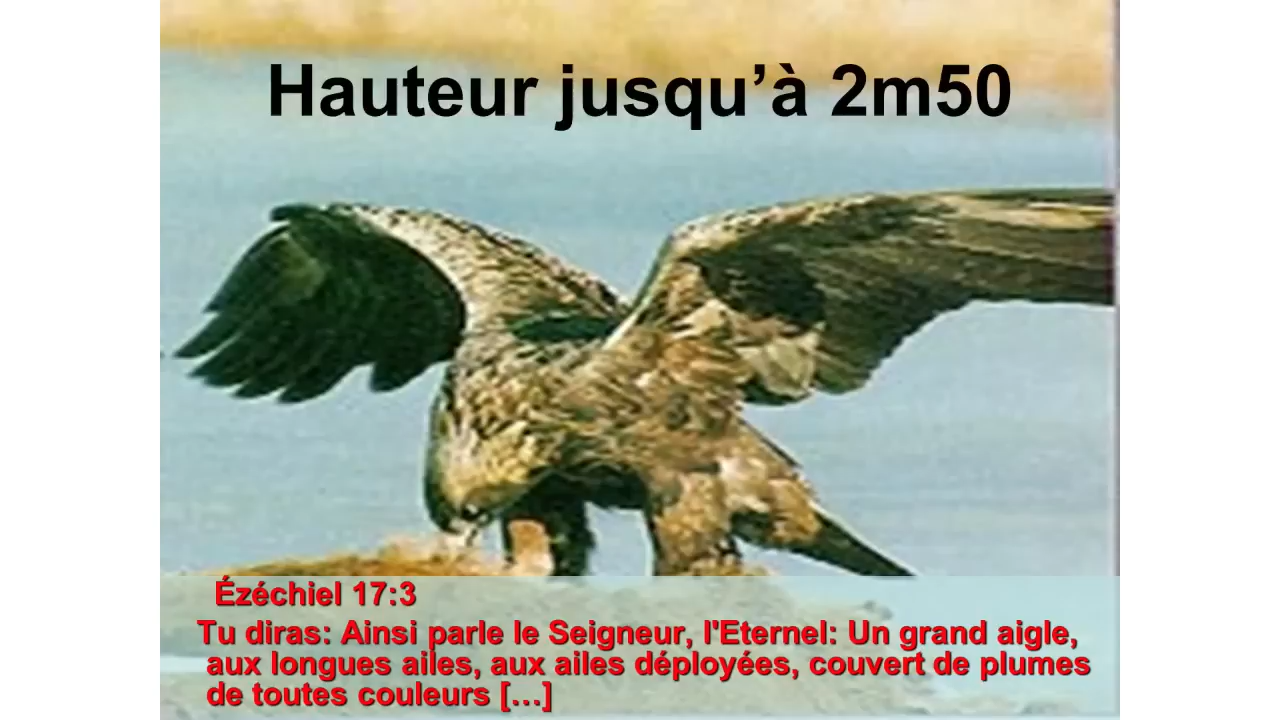 Hauteur jusqu’à 2m50
Ézéchiel 17:3
Tu diras: Ainsi parle le Seigneur, l'Eternel: Un grand aigle,
aux longues ailes, aux ailes déployées, couvert de plumes
de toutes couleurs […]